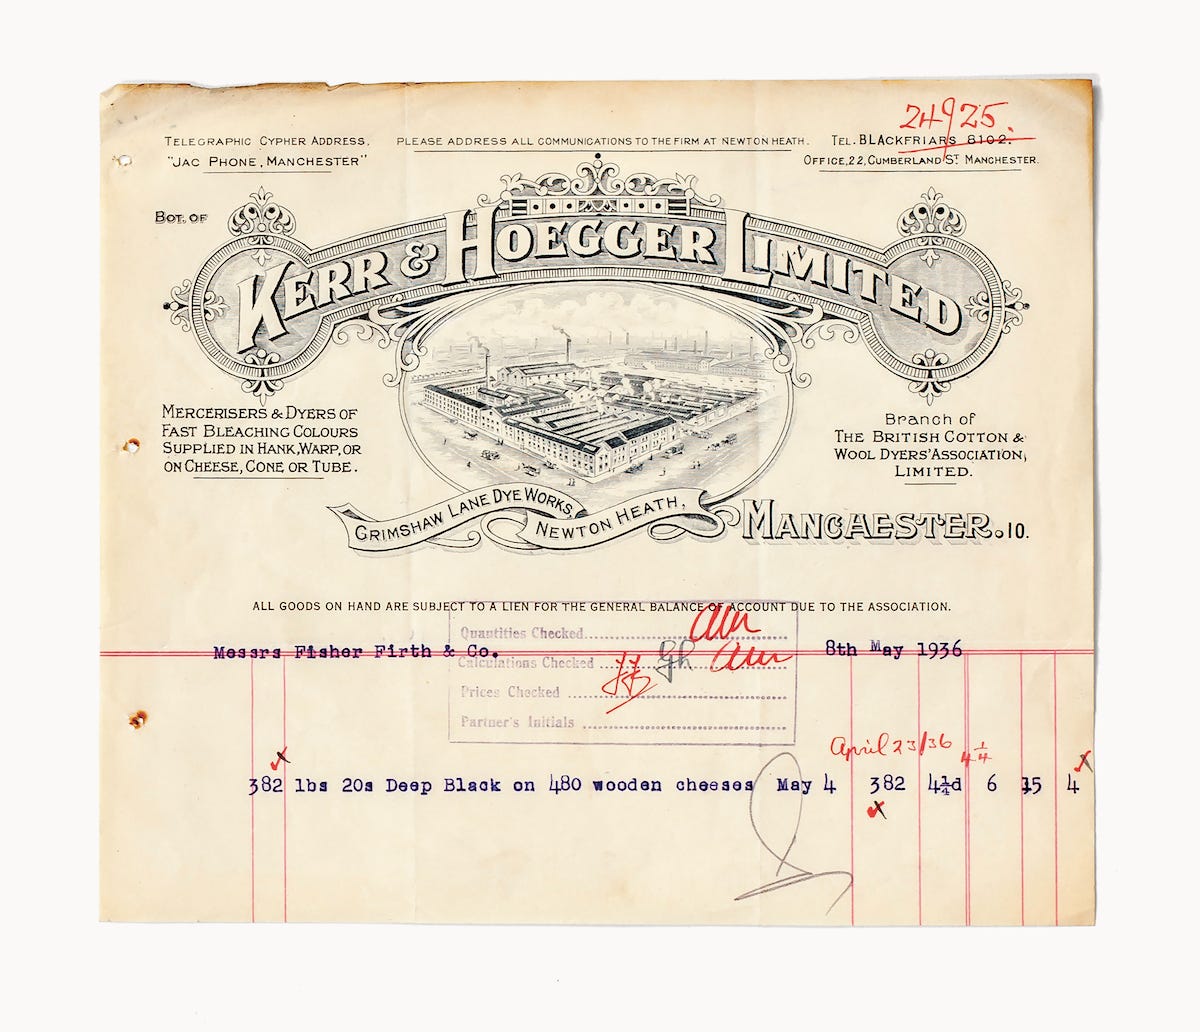 24925.
TELEGRAPHIC CYPHER ADDRESS,
"JAC PHONE, MANCHESTER"
PLEASE ADDRESS ALL COMMUNICATIONS TO THE FIRM AT NEWTON HEATH.
TEL. BLACKFRIARS 8102.
OFFICE, 22, CUMBERLAND ST MANCHESTER.
BOT. OF
KERR & HOEGGER LIMITED
MERCERISERS & DYERS OF
FAST BLEACHING COLOURS
SUPPLIED IN HANK, WARP, OR
ON CHEESE, CONE OR TUBE.
Branch of
THE BRITISH COTTON &
WOOL DYERS' ASSOCIATION,
LIMITED.
GRIMSHAW LANE DYE WORKS,
NEWTON HEATH,
MANCHESTER. 10.
ALL GOODS ON HAND ARE SUBJECT TO A LIEN FOR THE GENERAL BALANCE OF ACCOUNT DUE TO THE ASSOCIATION.
Quantities Checked
Messrs Fisher Firth & Co.
8th May 1936
Calculations Checked
Prices Checked
Partner's Initials
April 23/36
4 1/4
382 lbs 20s Deep Black on 480 wooden cheeses May 4 382 4¼d 6 15 4